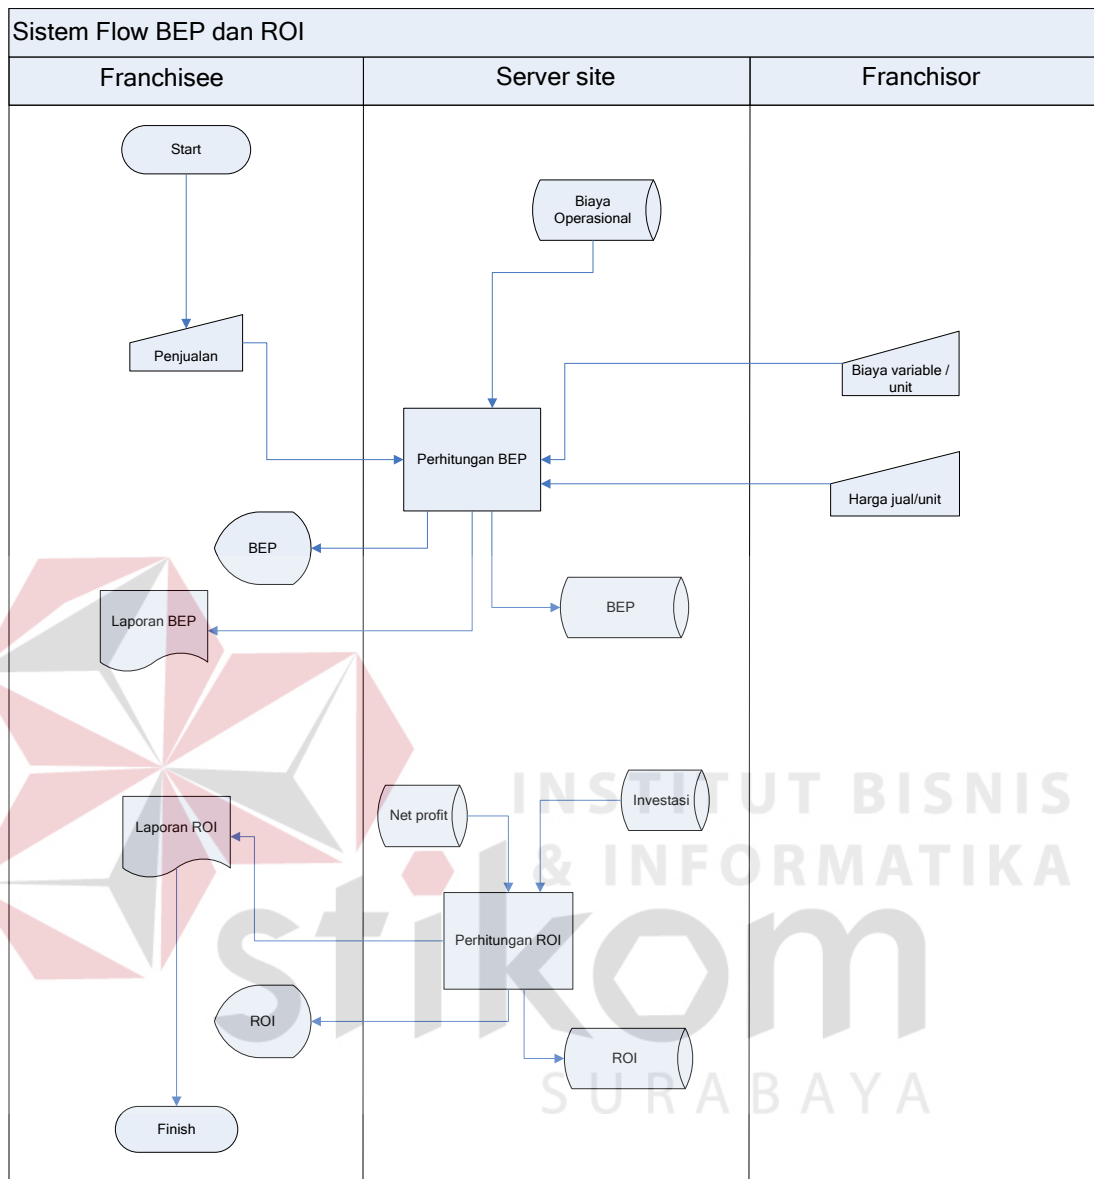 Sistem Flow BEP dan ROI
Franchisee
Server site
Franchisor
Start
Biaya
Operasional
Penjualan
Biaya variable /
unit
Perhitungan BEP
Harga jual/unit
BEP
BEP
Laporan BEP
Net profit
Investasi
Laporan ROI
Perhitungan ROI
ROI
ROI
Finish
INSTITUT BISNIS
& INFORMATIKA
stikom
SURABAYA